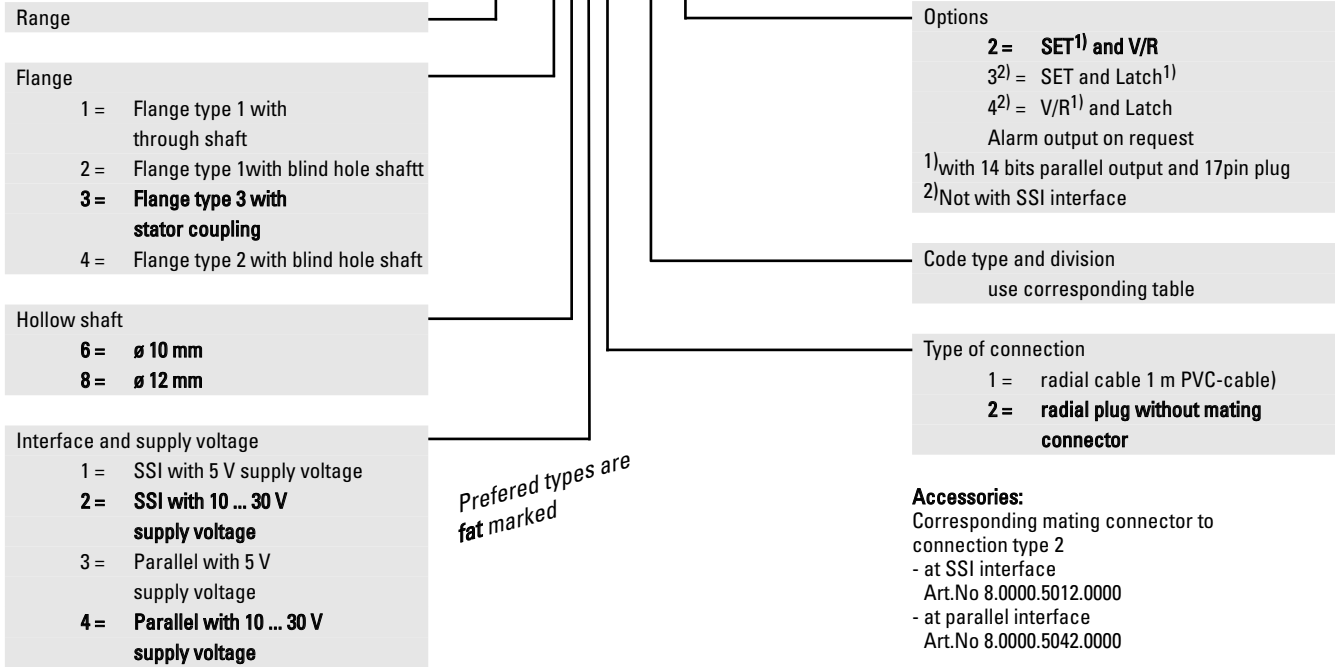 Range
Flange
1 = Flange type 1 with
through shaft
2 = Flange type 1with blind hole shaftt
3 = Flange type 3 with
stator coupling
4 = Flange type 2 with blind hole shaft
Hollow shaft
6 = ø 10 mm
8 = ø 12 mm
Interface and supply voltage
1 = SSI with 5 V supply voltage
2 = SSI with 10 ... 30 V
supply voltage
3 = Parallel with 5 V
supply voltage
4 = Parallel with 10 ... 30 V
supply voltage
Prefered types are
fat marked
Options
2 = SET1) and V/R
32) = SET and Latch1)
42) = V/R1) and Latch
Alarm output on request
1)with 14 bits parallel output and 17pin plug
2)Not with SSI interface
Code type and division
use corresponding table
Type of connection
1 = radial cable 1 m PVC-cable)
2 = radial plug without mating
connector
Accessories:
Corresponding mating connector to
connection type 2
- at SSI interface
Art.No 8.0000.5012.0000
- at parallel interface
Art.No 8.0000.5042.0000